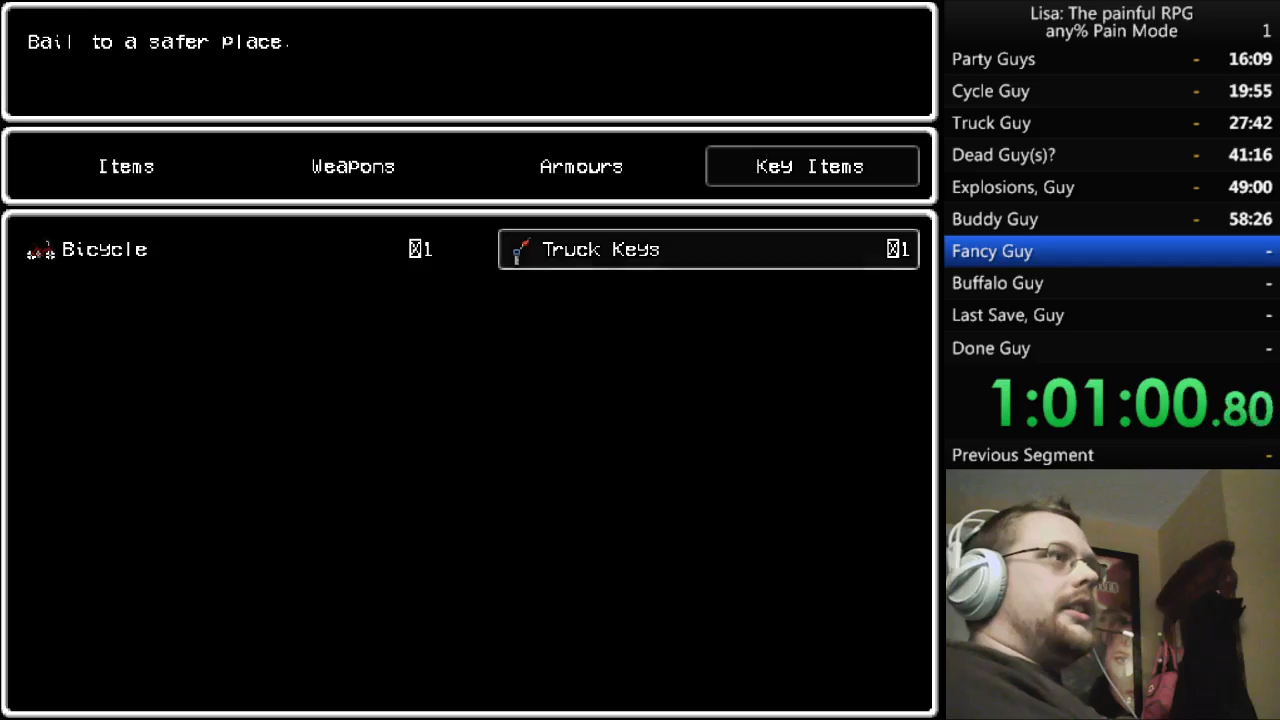 Bail to a safer place.
Items
Weapons
Armours
Key Items
Bicycle 1
Truck Keys 1
Lisa: The painful RPG
any% Pain Mode 1
Party Guys - 16:09
Cycle Guy - 19:55
Truck Guy - 27:42
Dead Guy(s)? - 41:16
Explosions, Guy - 49:00
Buddy Guy - 58:26
Fancy Guy -
Buffalo Guy -
Last Save, Guy -
Done Guy -
1:01:00.80
Previous Segment -